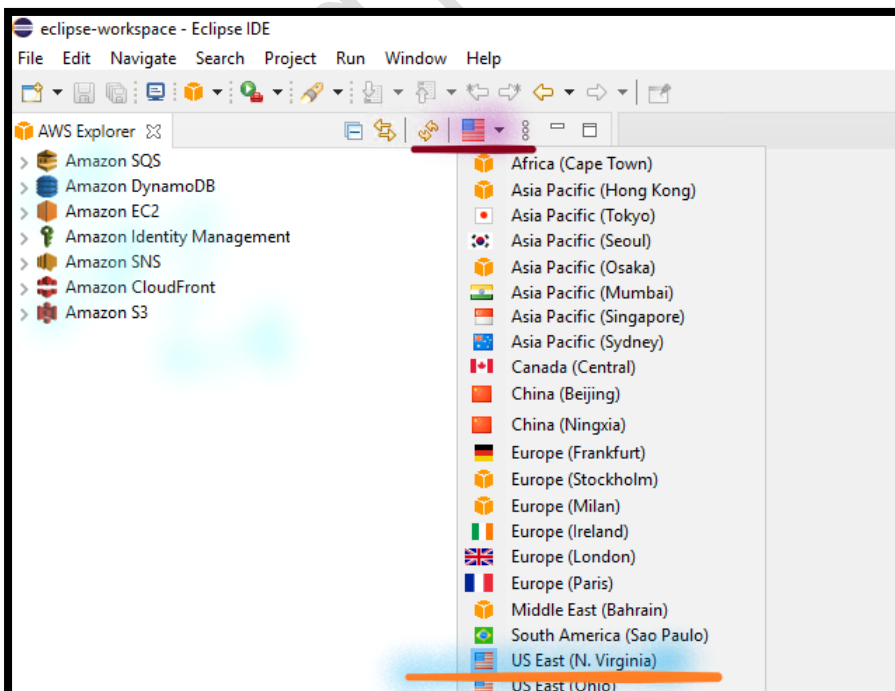 eclipse-workspace - Eclipse IDE
File Edit Navigate Search Project Run Window Help
AWS Explorer
Amazon SQS
Amazon DynamoDB
Amazon EC2
Amazon Identity Management
Amazon SNS
Amazon CloudFront
Amazon S3
Africa (Cape Town)
Asia Pacific (Hong Kong)
Asia Pacific (Tokyo)
Asia Pacific (Seoul)
Asia Pacific (Osaka)
Asia Pacific (Mumbai)
Asia Pacific (Singapore)
Asia Pacific (Sydney)
Canada (Central)
China (Beijing)
China (Ningxia)
Europe (Frankfurt)
Europe (Stockholm)
Europe (Milan)
Europe (Ireland)
Europe (London)
Europe (Paris)
Middle East (Bahrain)
South America (Sao Paulo)
US East (N. Virginia)
US East (Ohio)